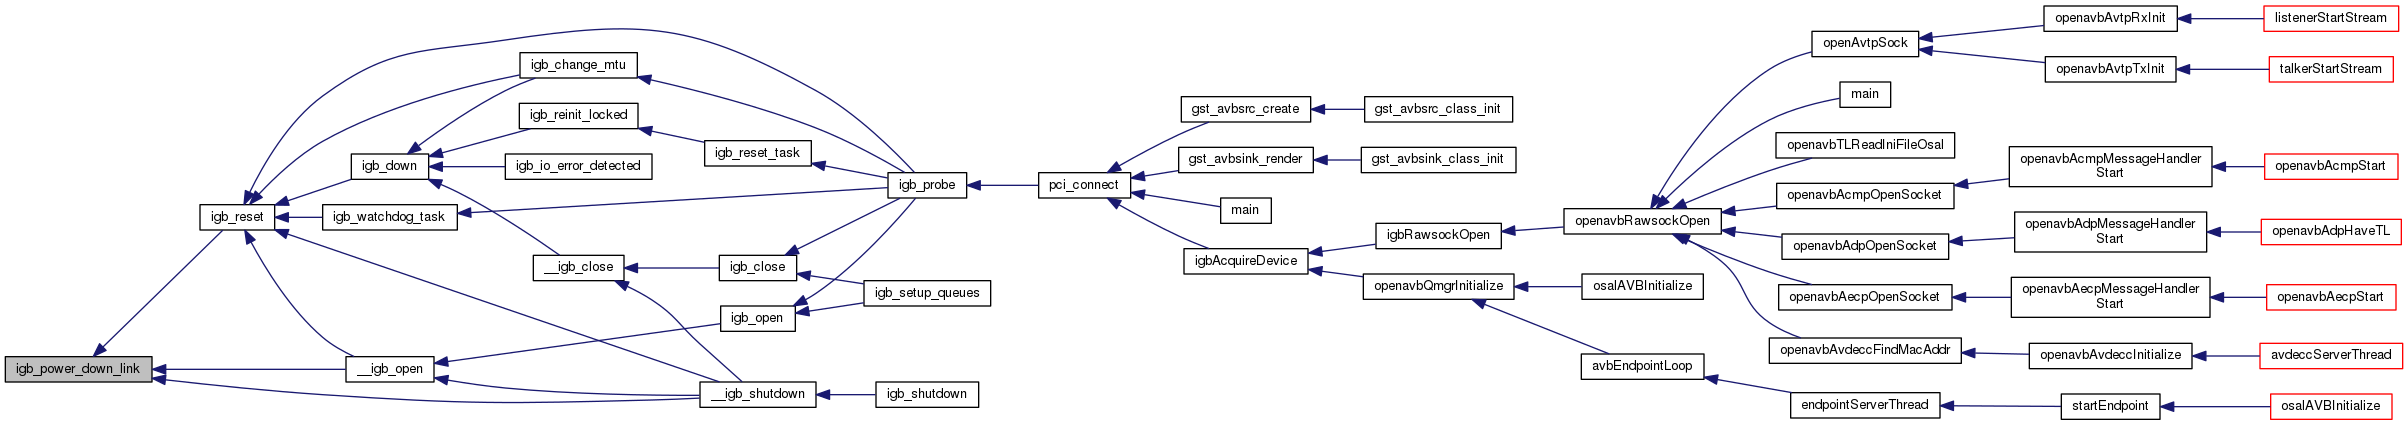 igb_power_down_link
igb_reset
__igb_open
__igb_shutdown
igb_down
igb_watchdog_task
igb_change_mtu
igb_reinit_locked
igb_io_error_detected
__igb_close
igb_reset_task
igb_close
igb_open
igb_shutdown
igb_probe
igb_setup_queues
pci_connect
gst_avbsrc_create
gst_avbsink_render
main
igbAcquireDevice
gst_avbsrc_class_init
gst_avbsink_class_init
igbRawsockOpen
openavbQmgrInitialize
openavbRawsockOpen
osalAVBInitialize
avbEndpointLoop
openAvtpSock
main
openavbTLReadIniFileOsal
openavbAcmpOpenSocket
openavbAdpOpenSocket
openavbAecpOpenSocket
openavbAvdeccFindMacAddr
endpointServerThread
openavbAvtpRxInit
openavbAvtpTxInit
openavbAcmpMessageHandler
Start
openavbAdpMessageHandler
Start
openavbAecpMessageHandler
Start
openavbAvdeccInitialize
startEndpoint
listenerStartStream
talkerStartStream
openavbAcmpStart
openavbAdpHaveTL
openavbAecpStart
avdeccServerThread
osalAVBInitialize